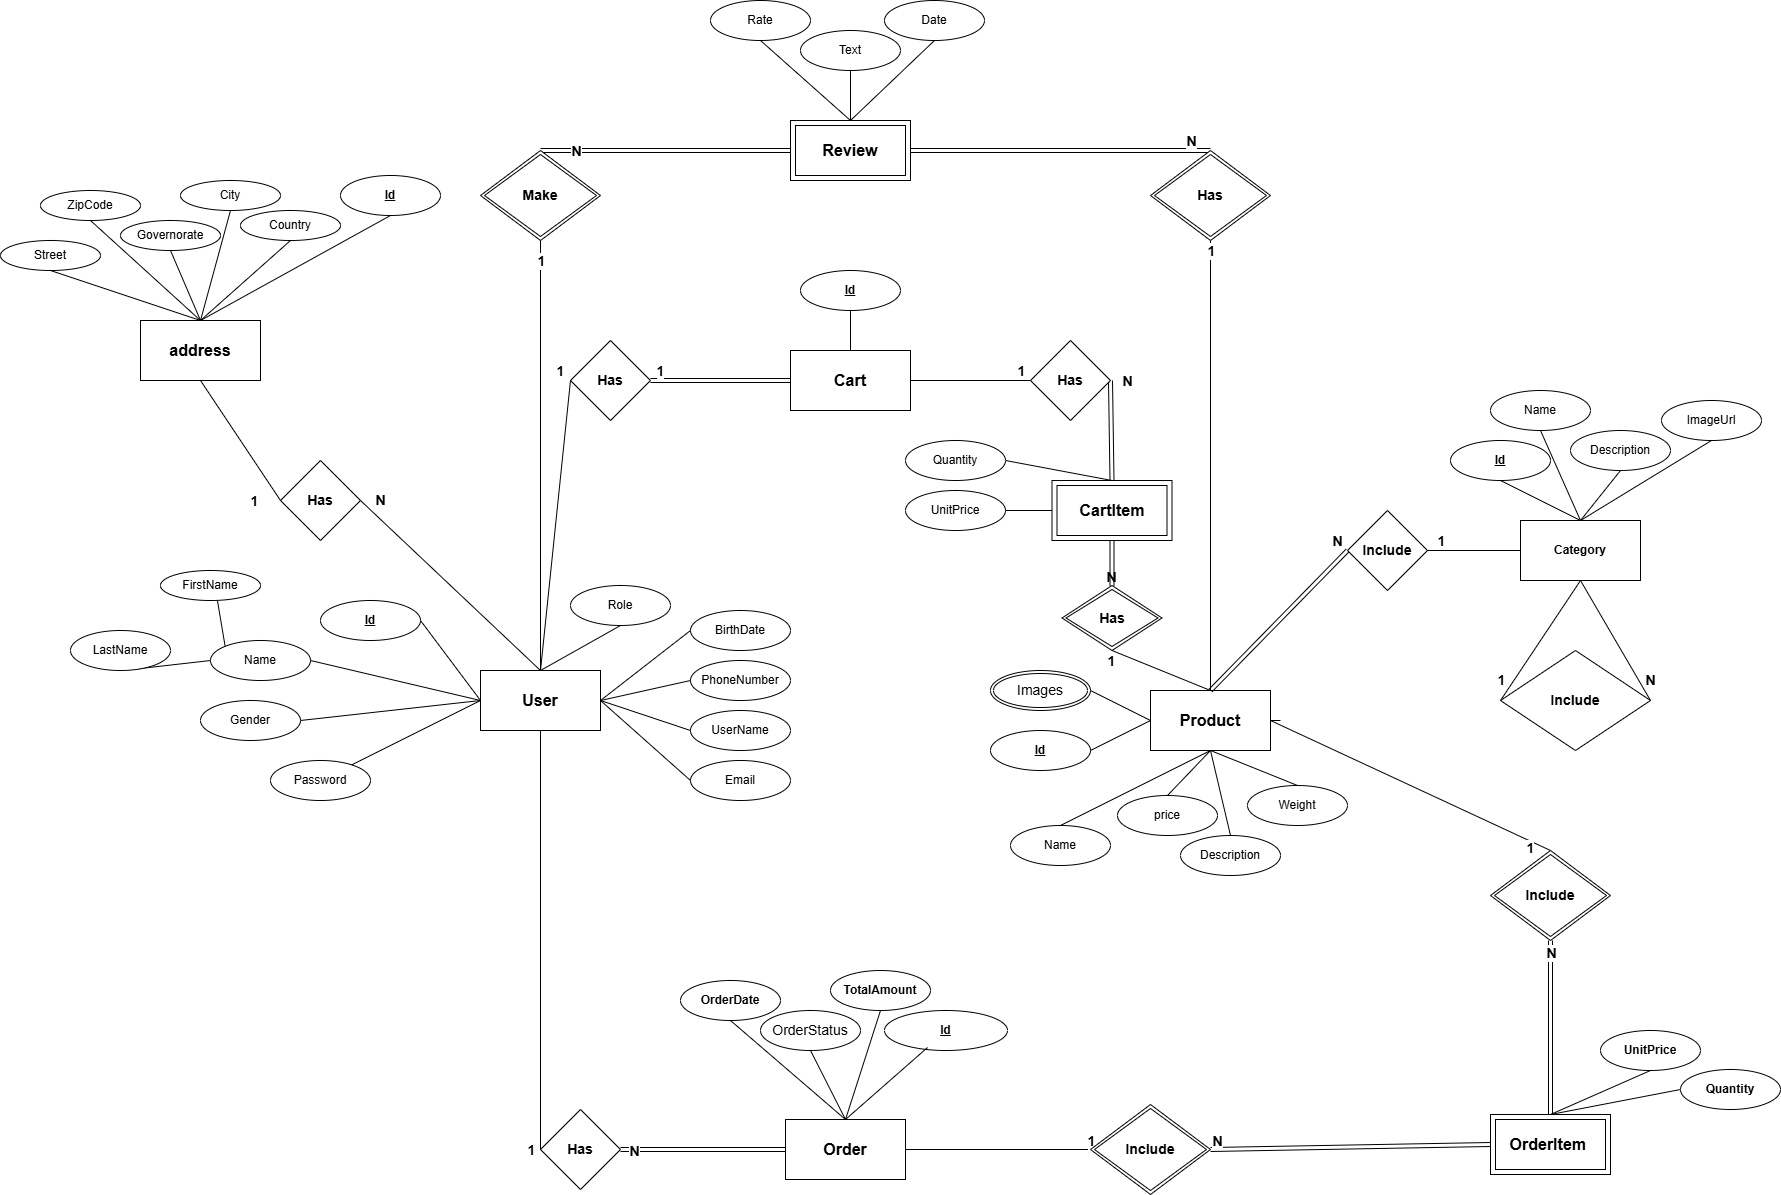 Rate
Date
Text
Review
N
N
Make
Has
1
1
City
Id
ZipCode
Country
Governorate
Street
address
Id
Cart
1
Has
1
1
Has
N
Quantity
UnitPrice
CartItem
N
Has
1
1
Has
N
Name
ImageUrl
Description
Id
Category
N
Include
1
1
Include
N
FirstName
LastName
Name
Id
Role
Gender
Password
User
BirthDate
PhoneNumber
UserName
Email
Images
Id
Product
Name
price
Description
Weight
1
Include
N
OrderDate
OrderStatus
TotalAmount
Id
1
Has
N
Order
1
Include
N
UnitPrice
Quantity
OrderItem